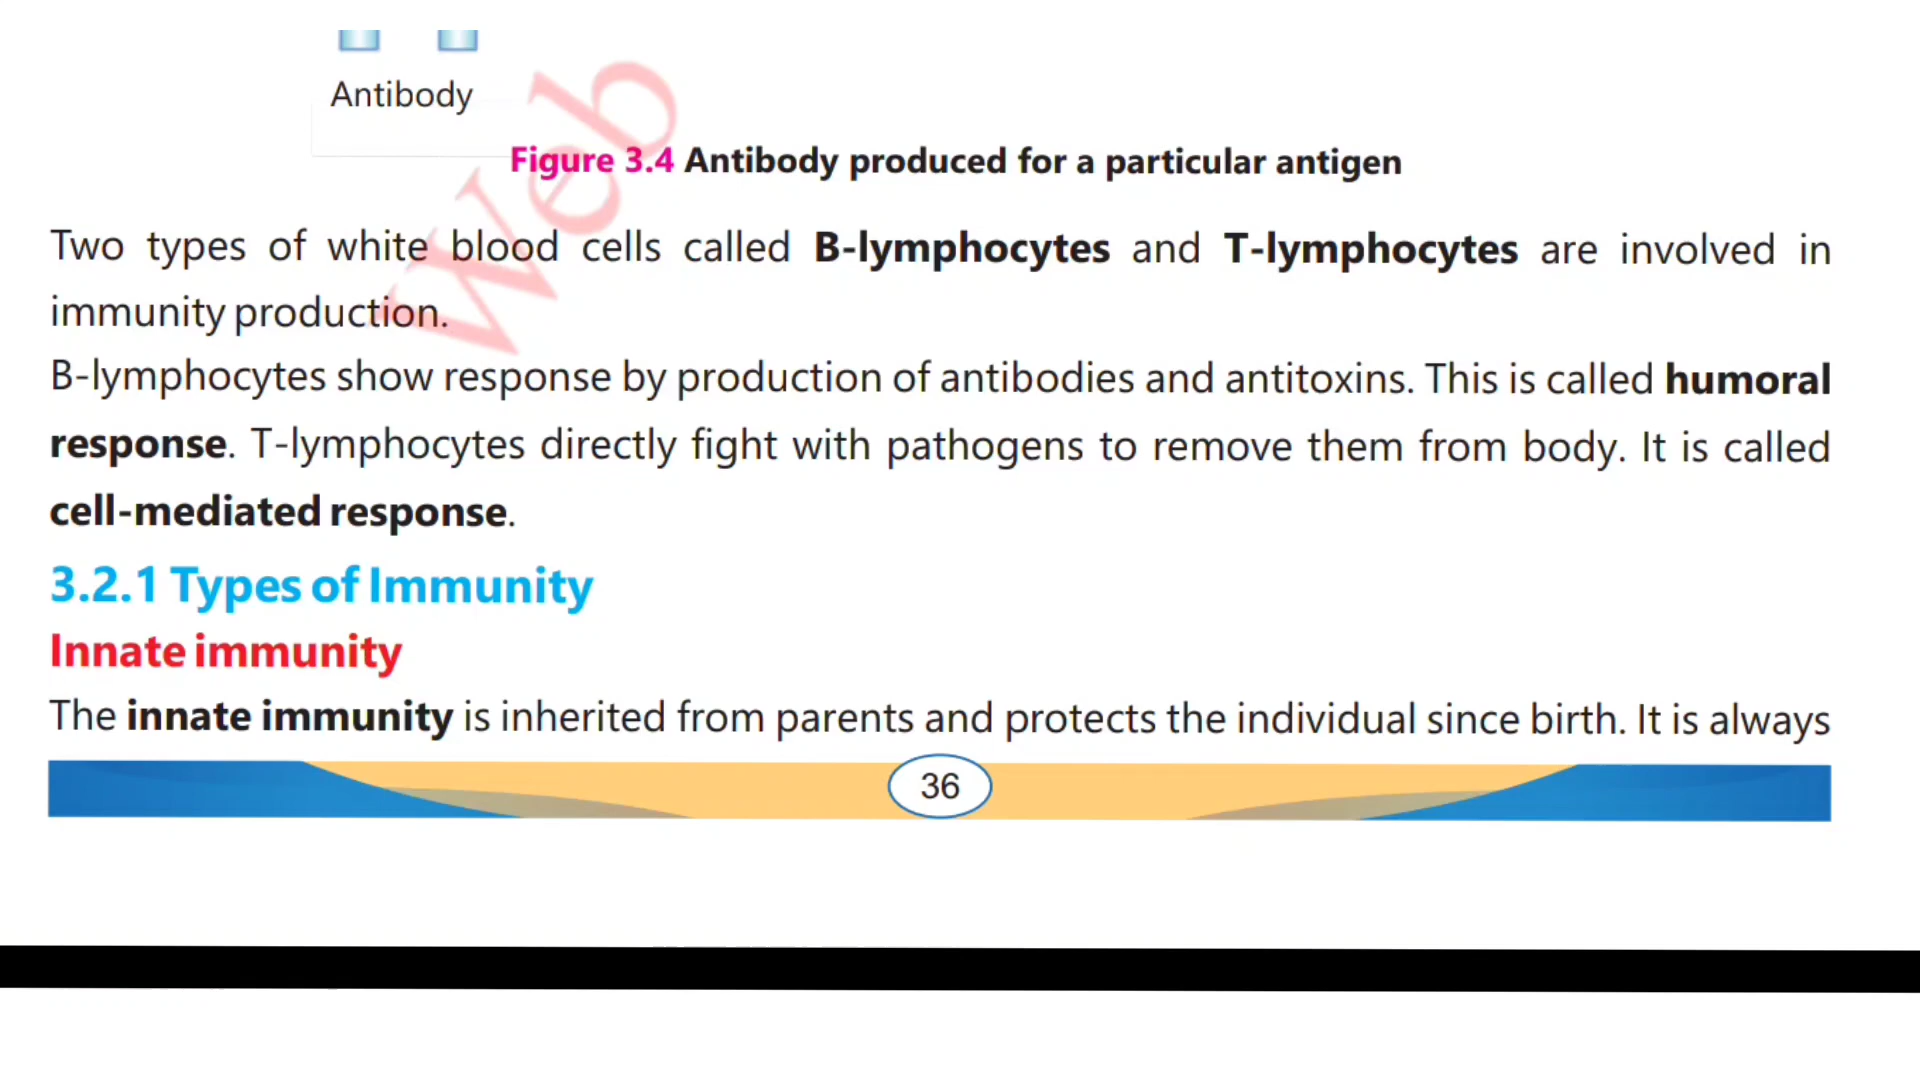 Antibody
Web
Figure 3.4 Antibody produced for a particular antigen
Two types of white blood cells called B-lymphocytes and T-lymphocytes are involved in
immunity production.
B-lymphocytes show response by production of antibodies and antitoxins. This is called humoral
response. T-lymphocytes directly fight with pathogens to remove them from body. It is called
cell-mediated response.
3.2.1 Types of Immunity
Innate immunity
The innate immunity is inherited from parents and protects the individual since birth. It is always
36